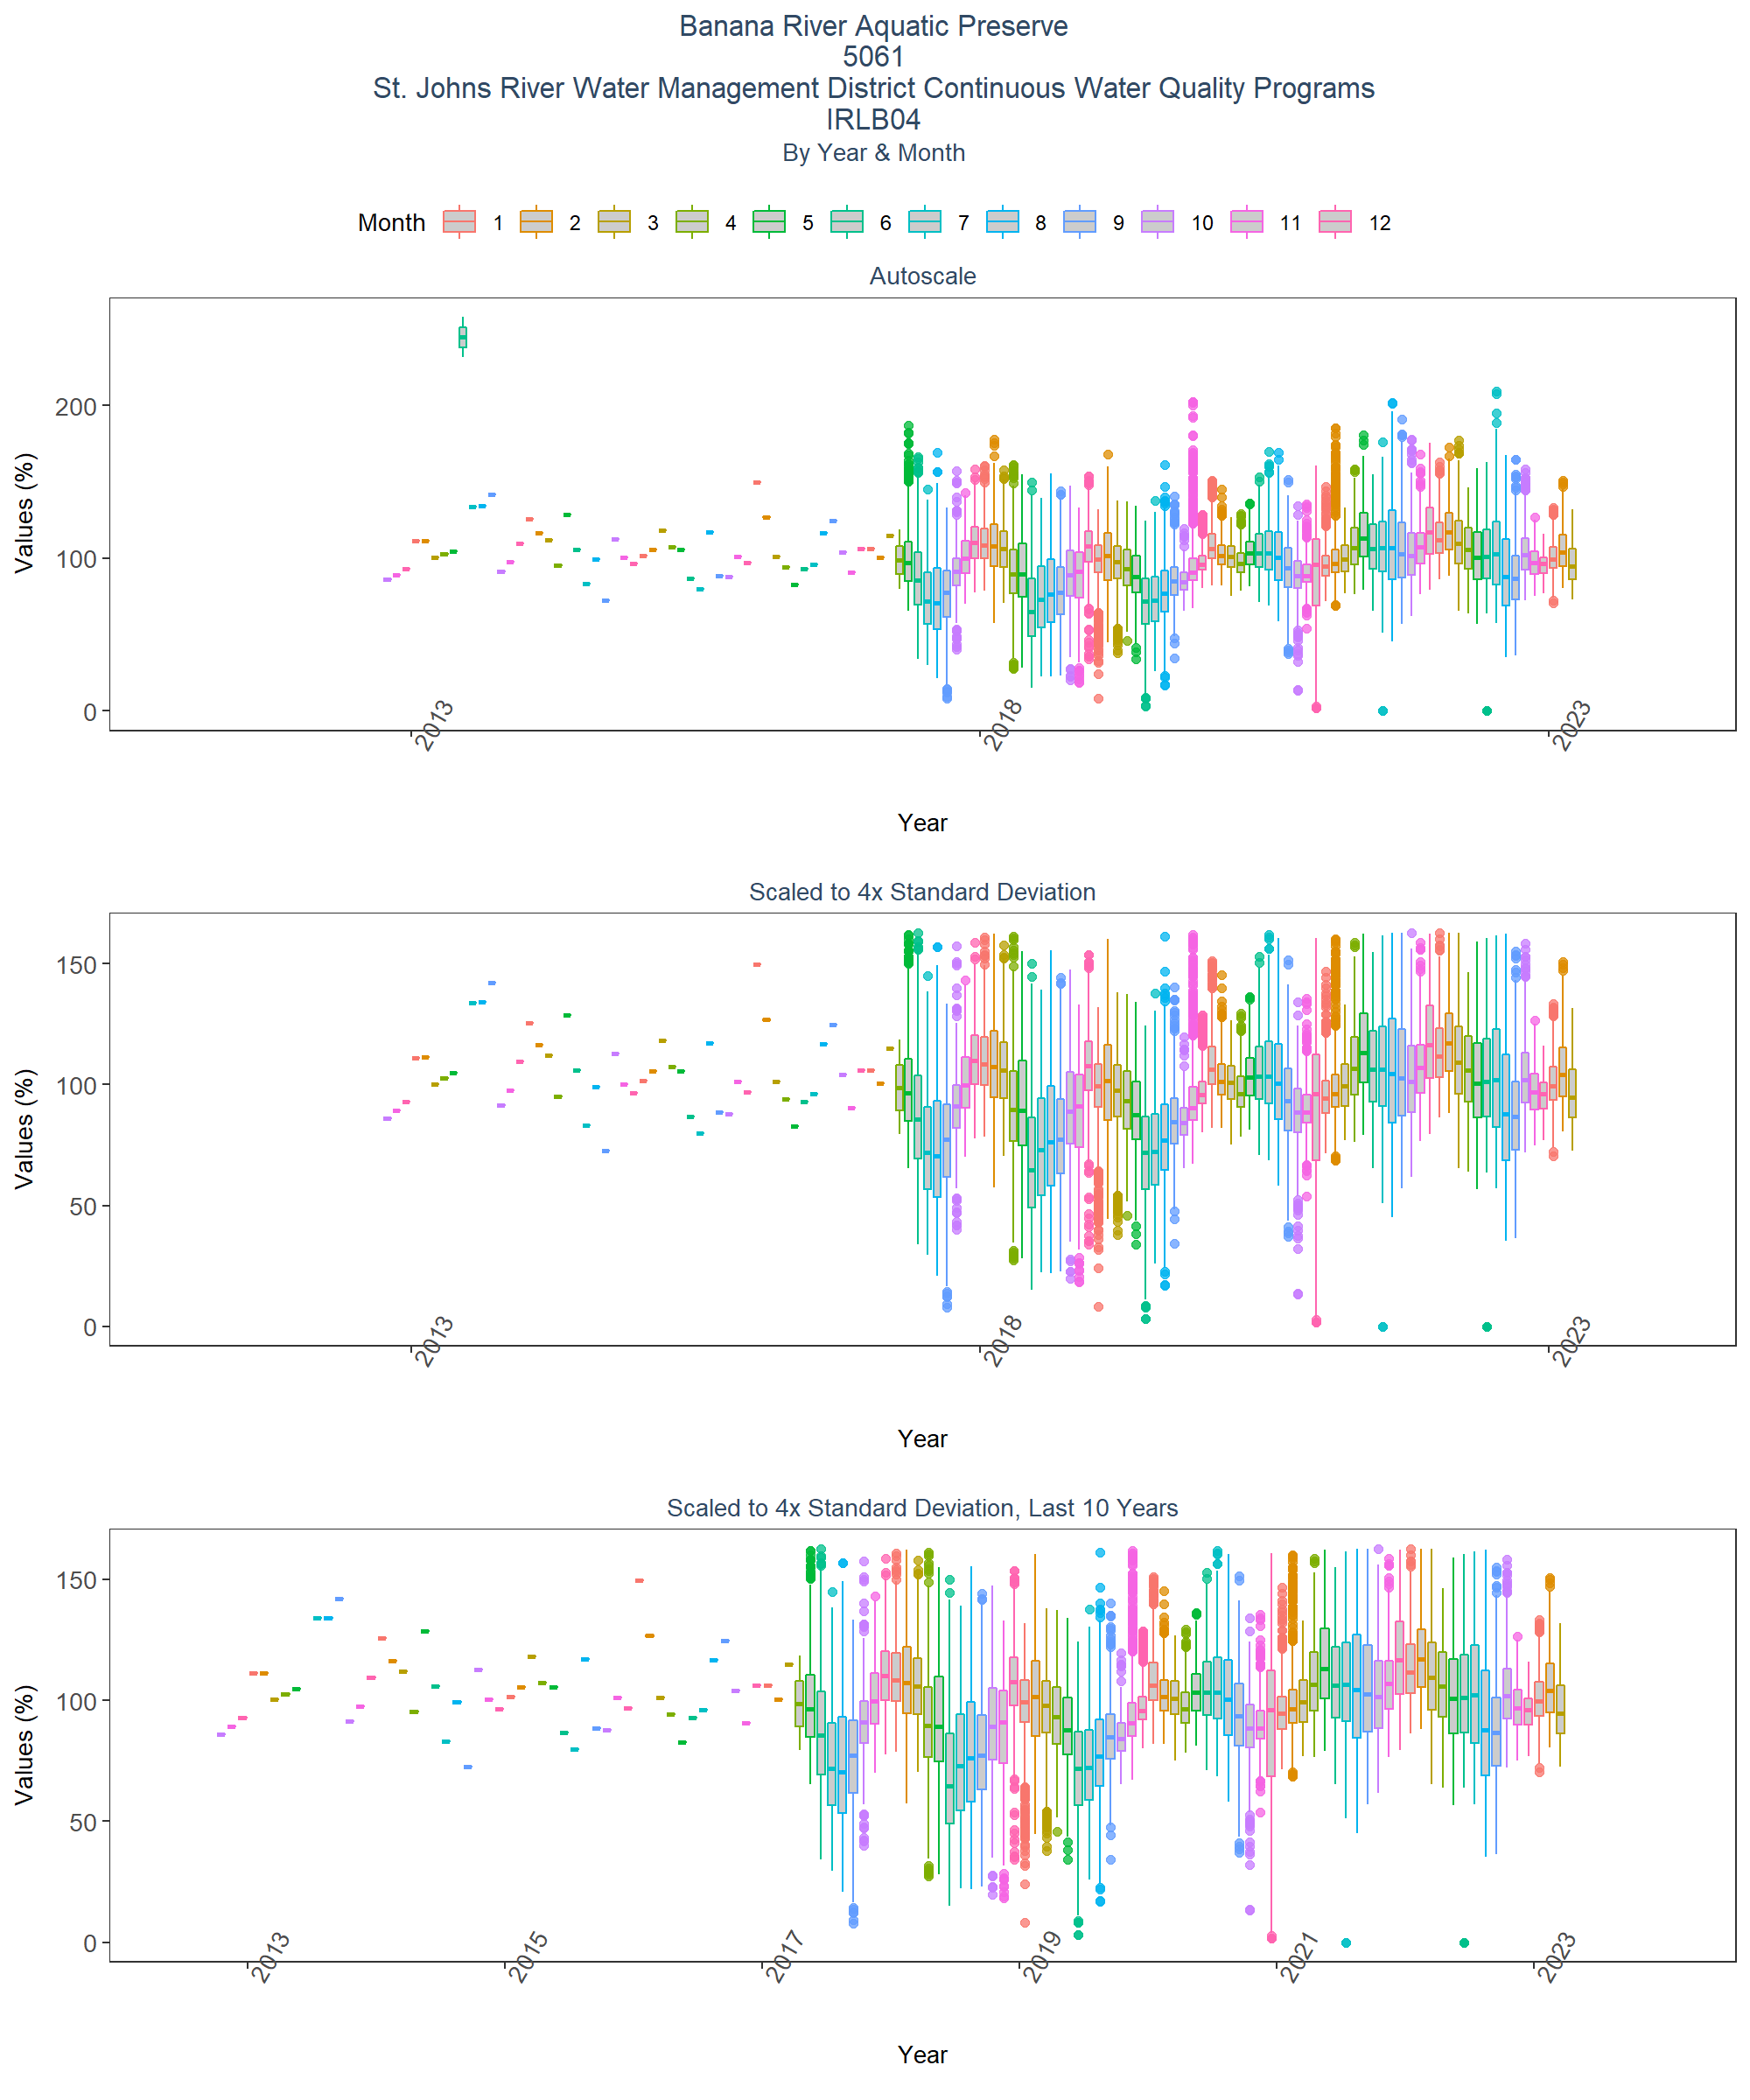 Banana River Aquatic Preserve
5061
St. Johns River Water Management District Continuous Water Quality Programs
IRLB04
By Year & Month
Month 1 2 3 4 5 6 7 8 9 10 11 12
Autoscale
Values (%)
200
100
0
2013 2018 2023
Year
Scaled to 4x Standard Deviation
Values (%)
150
100
50
0
2013 2018 2023
Year
Scaled to 4x Standard Deviation, Last 10 Years
Values (%)
150
100
50
0
2013 2015 2017 2019 2021 2023
Year